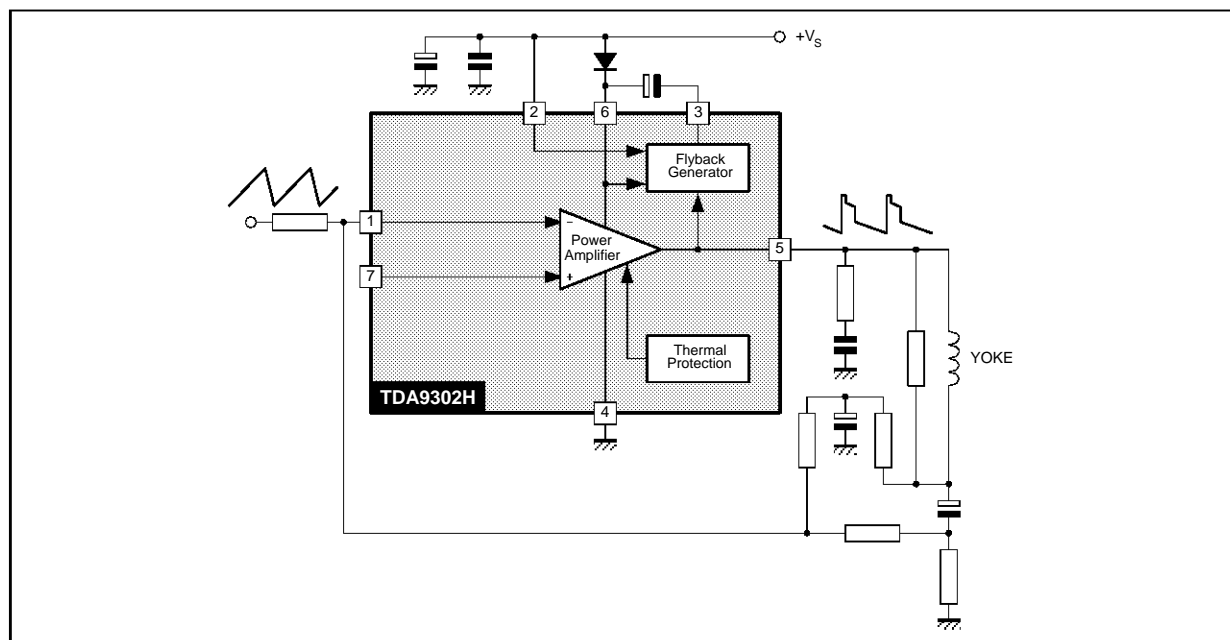 +VS
2
6
3
Flyback
Generator
1
−
Power
Amplifier
5
7
+
Thermal
Protection
YOKE
TDA9302H
4